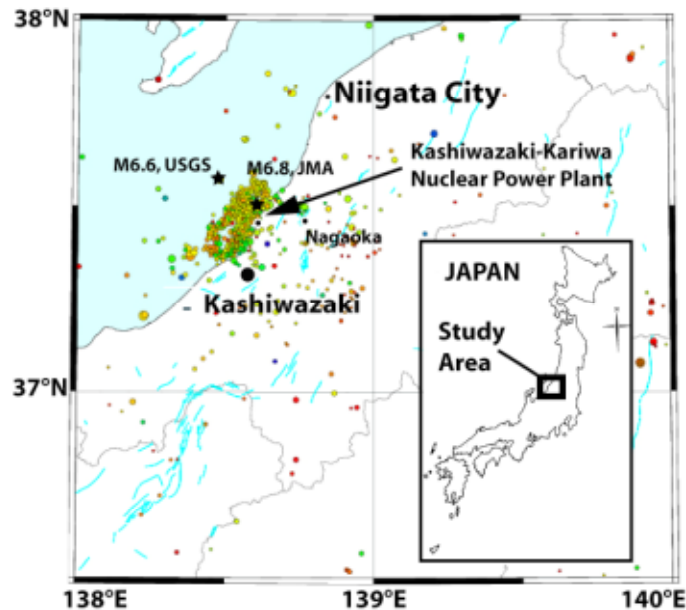 38°N
Niigata City
M6.6, USGS
M6.8, JMA
Kashiwazaki-Kariwa
Nuclear Power Plant
Nagaoka
Kashiwazaki
JAPAN
Study
Area
37°N
138°E
139°E
140°E